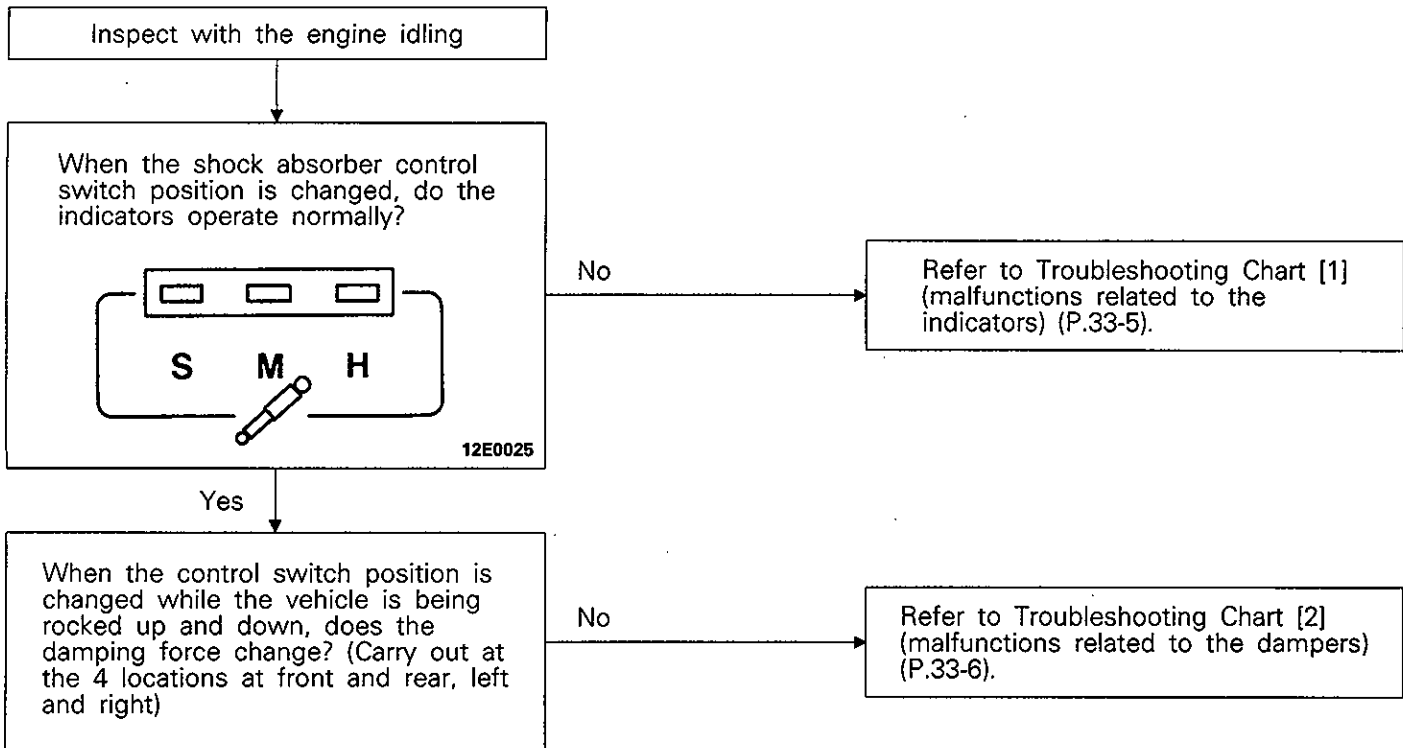 Inspect with the engine idling
When the shock absorber control
switch position is changed, do the
indicators operate normally?
S M H
12E0025
No
Refer to Troubleshooting Chart [1]
(malfunctions related to the
indicators) (P.33-5).
Yes
When the control switch position is
changed while the vehicle is being
rocked up and down, does the
damping force change? (Carry out at
the 4 locations at front and rear, left
and right)
No
Refer to Troubleshooting Chart [2]
(malfunctions related to the dampers)
(P.33-6).